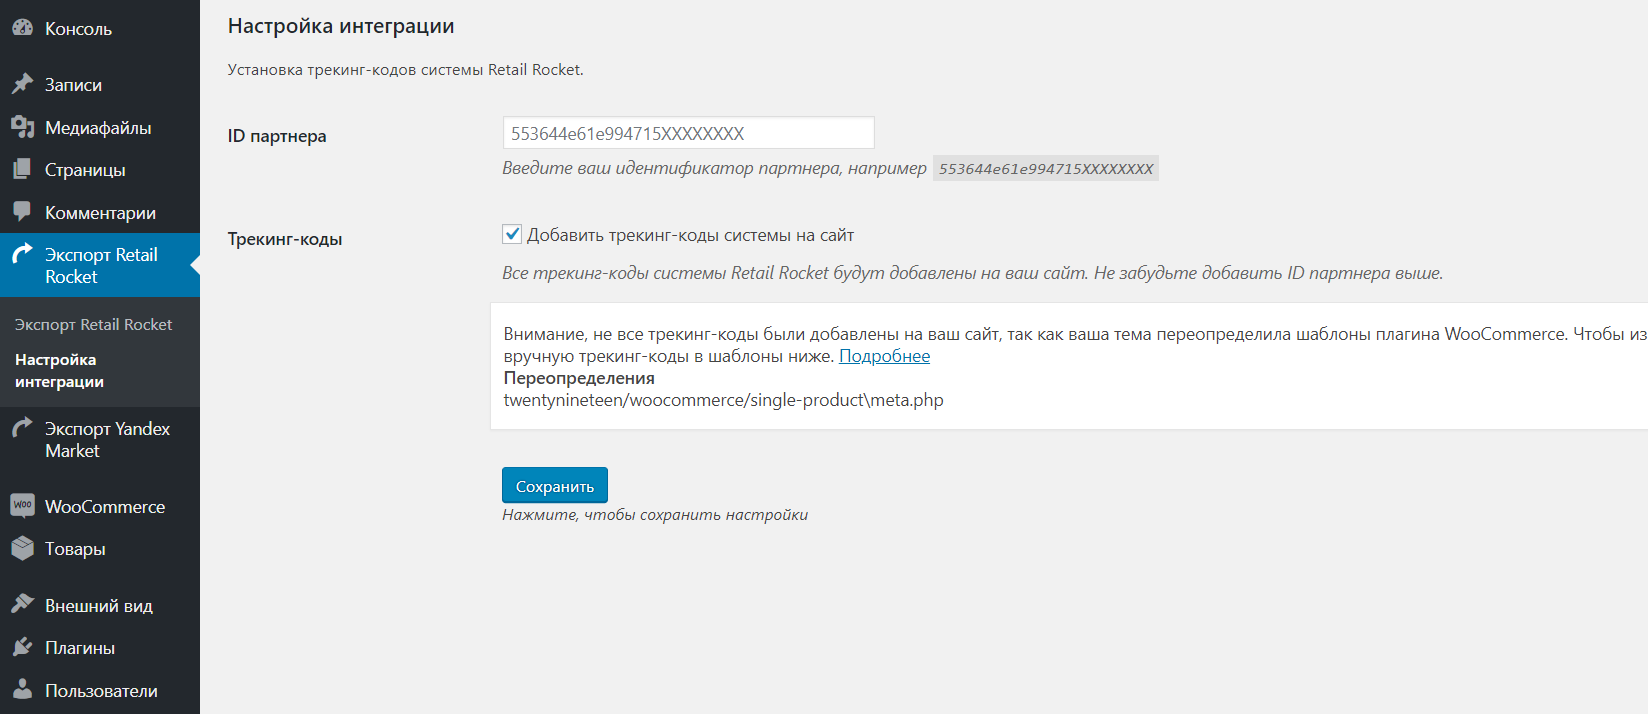 Консоль
Записи
Медиафайлы
Страницы
Комментарии
Экспорт Retail
Rocket
Экспорт Retail Rocket
Настройка
интеграции
Экспорт Yandex
Market
Woo
WooCommerce
Товары
Внешний вид
Плагины
Пользователи
Настройка интеграции
Установка трекинг-кодов системы Retail Rocket.
ID партнера
553644e61e994715XXXXXXXX
Введите ваш идентификатор партнера, например 553644e61e994715XXXXXXXX
Трекинг-коды
Добавить трекинг-коды системы на сайт
Все трекинг-коды системы Retail Rocket будут добавлены на ваш сайт. Не забудьте добавить ID партнера выше.
Внимание, не все трекинг-коды были добавлены на ваш сайт, так как ваша тема переопределила шаблоны плагина WooCommerce. Чтобы из
вручную трекинг-коды в шаблоны ниже. Подробнее
Переопределения
twentynineteen/woocommerce/single-product\meta.php
Сохранить
Нажмите, чтобы сохранить настройки